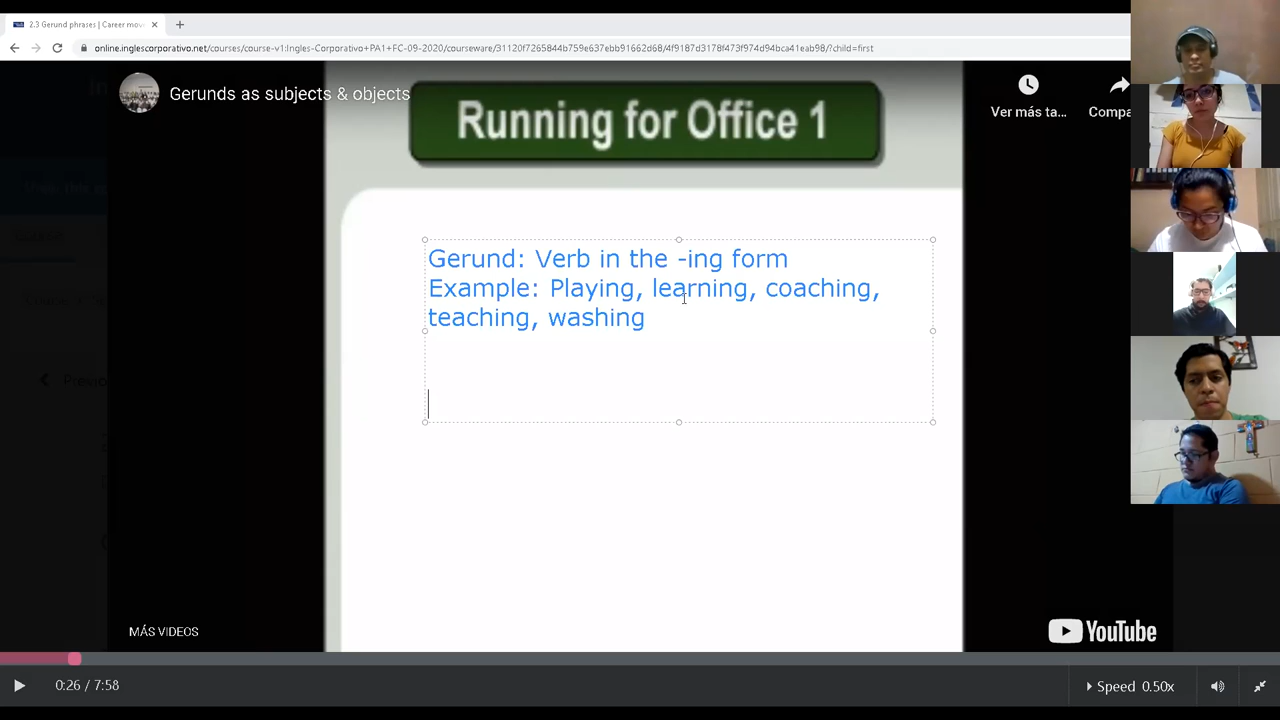 2.3 Gerund phrases | Career mov
online.inglescorporativo.net/courses/course-v1:Ingles-Corporativo+PA1+FC-09-2020/courseware/31120f7265844b759e637ebb91662d68/4f9187d3178f473f974d94bca41eab98/?child=first
Gerunds as subjects & objects
Running for Office 1
Ver más ta...
Compa
Gerund: Verb in the -ing form
Example: Playing, learning, coaching,
teaching, washing
MÁS VIDEOS
YouTube
0:26 / 7:58
Speed 0.50x